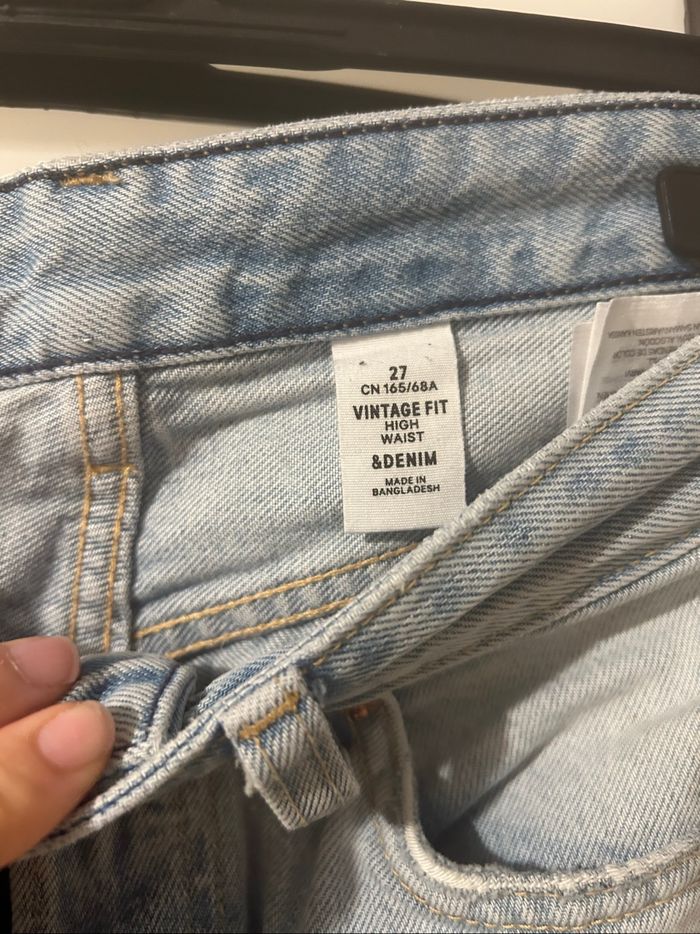 27
CN 165/68A
VINTAGE FIT
HIGH
WAIST
&DENIM
MADE IN
BANGLADESH